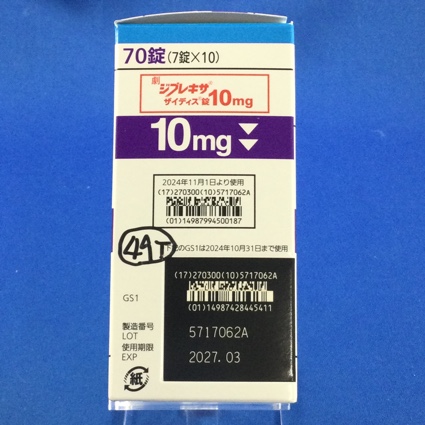 70錠(7錠×10)
劇 ジプレキサ®
ザイディス®錠10mg
10mg
2024年11月1日より使用
(17)270300(10)5717062A
(01)14987994500187
49T
下記のGS1は2024年10月31日まで使用
(17)270300(10)5717062A
(01)14987428445411
GS1
製造番号
LOT
5717062A
使用期限
EXP
2027.03
紙